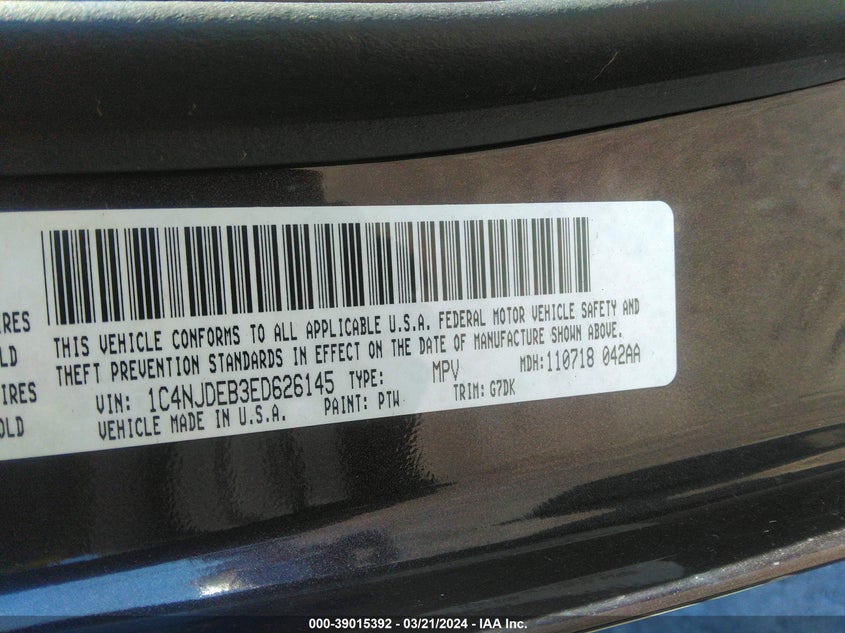 IRES
OLD
IRES
OLD
THIS VEHICLE CONFORMS TO ALL APPLICABLE U.S.A. FEDERAL MOTOR VEHICLE SAFETY AND
THEFT PREVENTION STANDARDS IN EFFECT ON THE DATE OF MANUFACTURE SHOWN ABOVE.
VIN: 1C4NJDEB3ED626145 TYPE: MPV MDH: 110718 042AA
VEHICLE MADE IN U.S.A. PAINT: PTW TRIM: G7DK
000-39015392 - 03/21/2024 - IAA Inc.